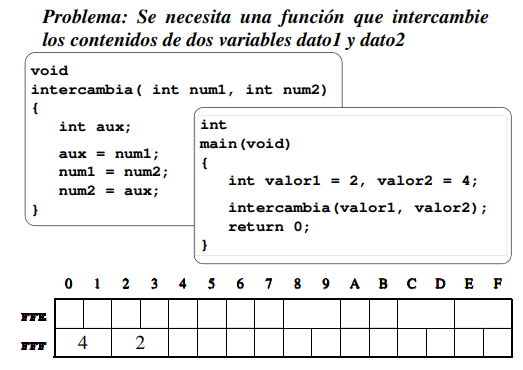 Problema: Se necesita una función que intercambie
los contenidos de dos variables dato1 y dato2
void
intercambia( int num1, int num2)
{
int aux;
aux = num1;
num1 = num2;
num2 = aux;
}
int
main(void)
{
int valor1 = 2, valor2 = 4;
intercambia(valor1, valor2);
return 0;
}
0 1 2 3 4 5 6 7 8 9 A B C D E F
FFE
FFF 4 2